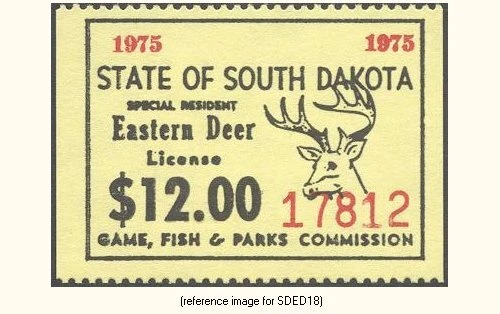 1975 1975
STATE OF SOUTH DAKOTA
SPECIAL RESIDENT
Eastern Deer
License
$12.00 17812
GAME, FISH & PARKS COMMISSION
(reference image for SDED18)